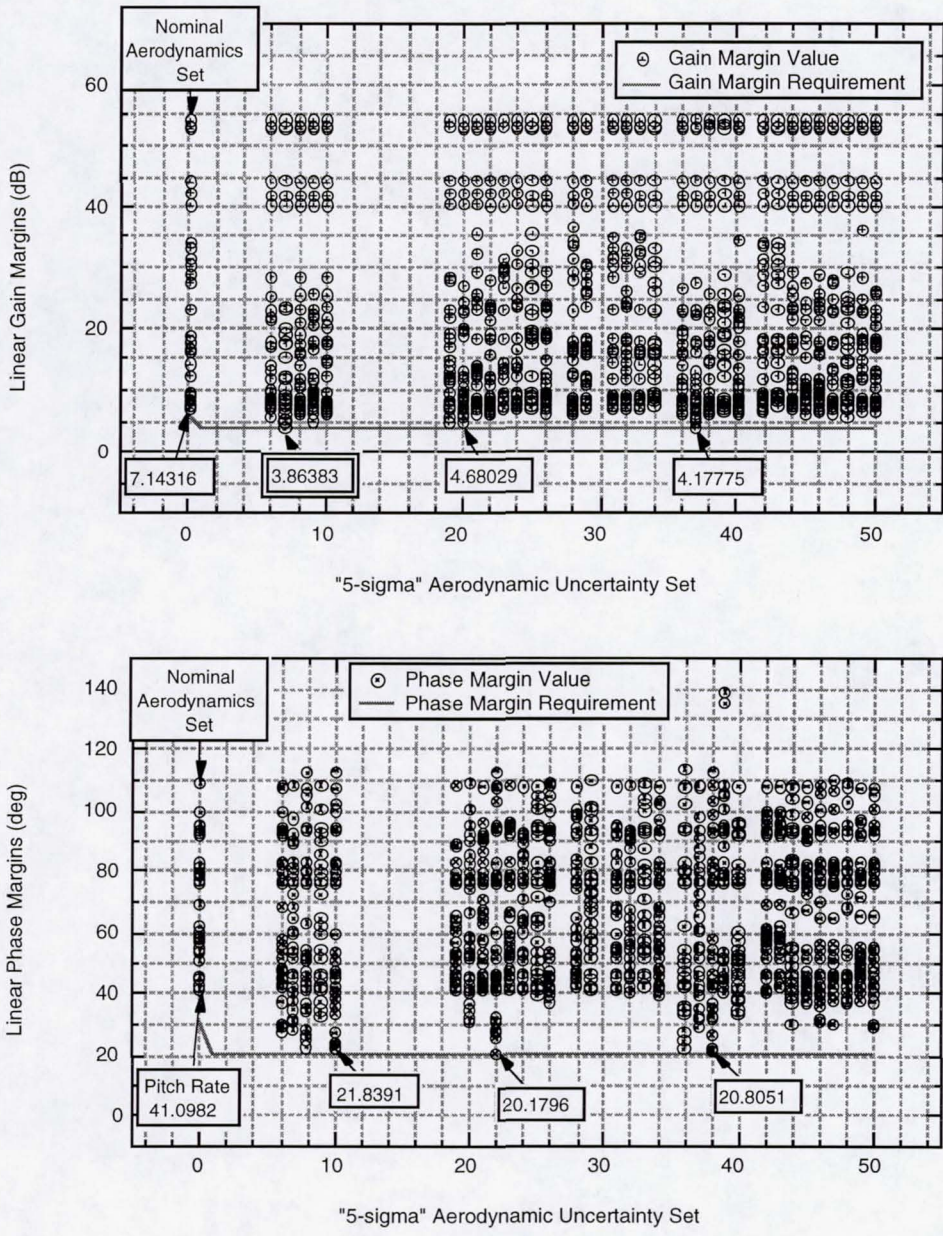 Nominal
Aerodynamics
Set
Gain Margin Value
Gain Margin Requirement
Linear Gain Margins (dB)
60
40
20
0
7.14316
3.86383
4.68029
4.17775
0
10
20
30
40
50
"5-sigma" Aerodynamic Uncertainty Set
Nominal
Aerodynamics
Set
Phase Margin Value
Phase Margin Requirement
Linear Phase Margins (deg)
140
120
100
80
60
40
20
0
Pitch Rate
41.0982
21.8391
20.1796
20.8051
0
10
20
30
40
50
"5-sigma" Aerodynamic Uncertainty Set